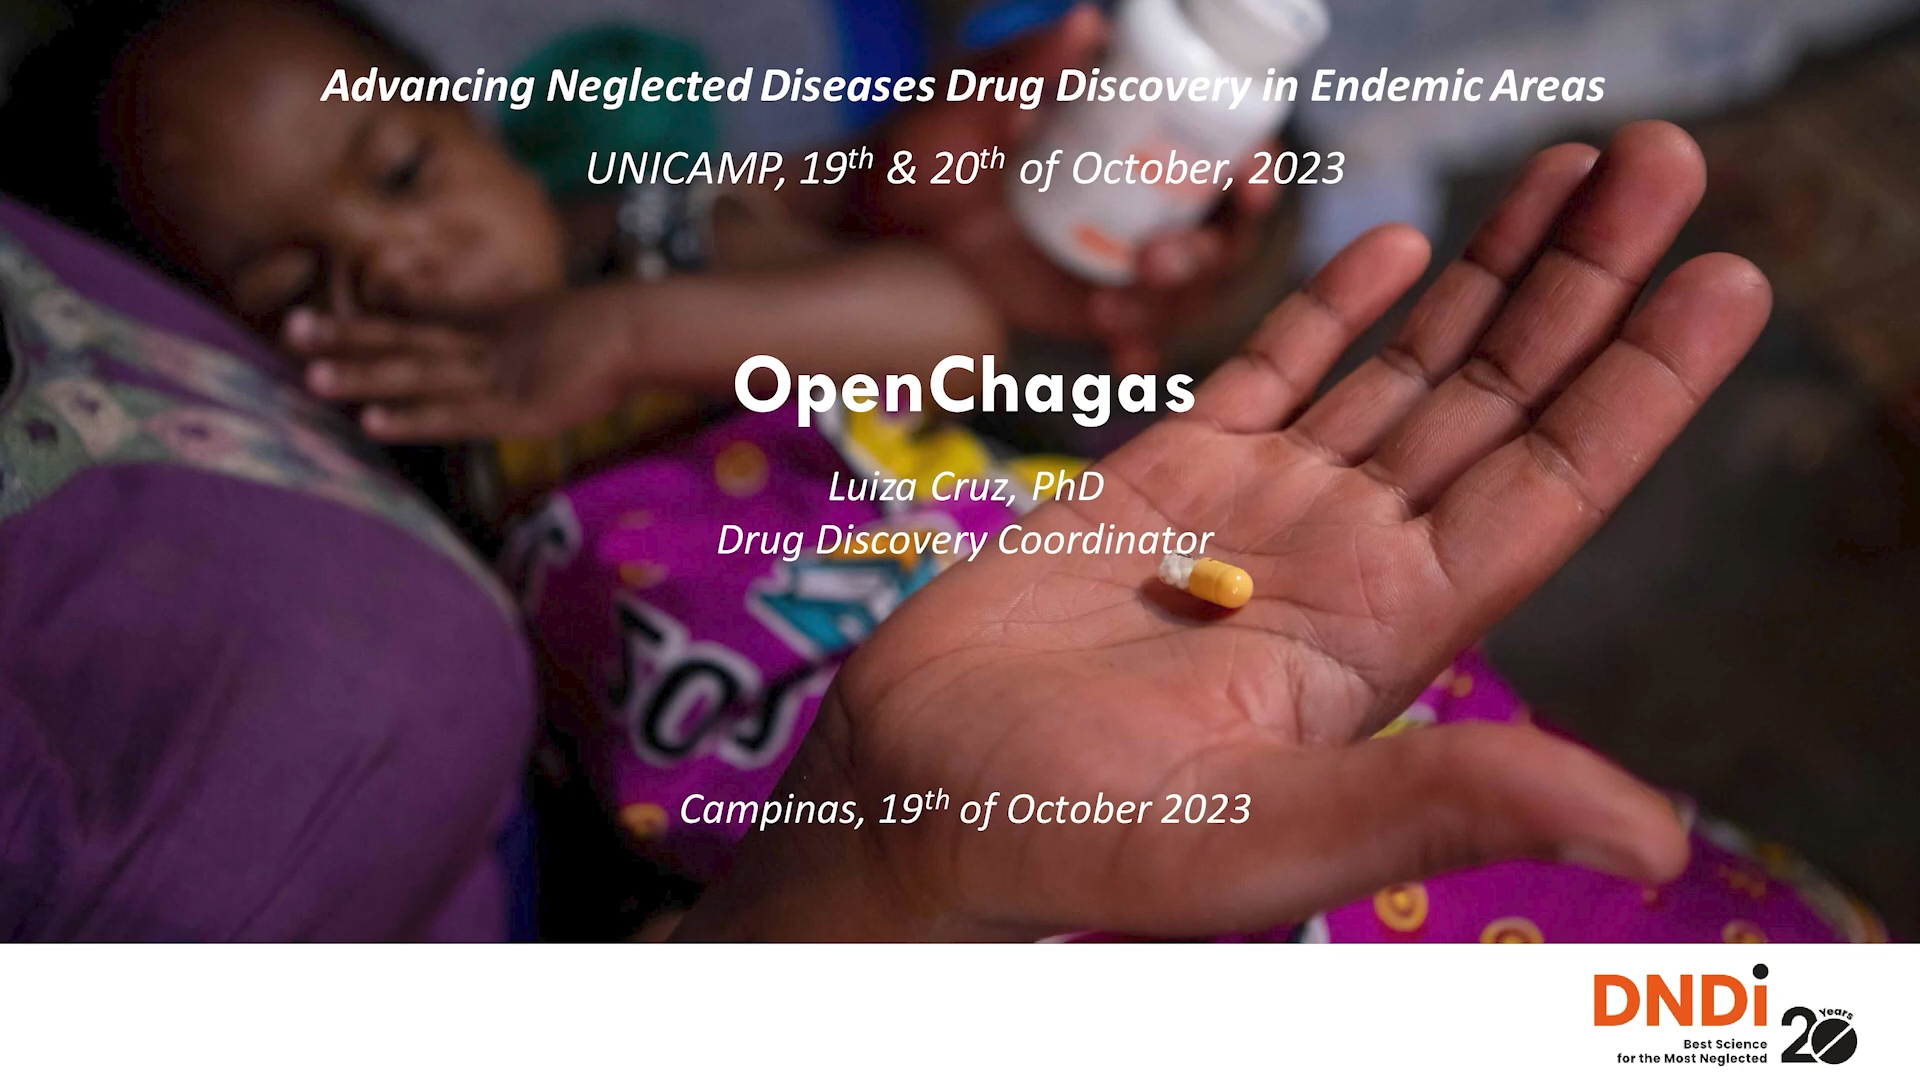 Advancing Neglected Diseases Drug Discovery in Endemic Areas
UNICAMP, 19th & 20th of October, 2023
OpenChagas
Luiza Cruz, PhD
Drug Discovery Coordinator
Campinas, 19th of October 2023
DNDi
20 Years
Best Science
for the Most Neglected